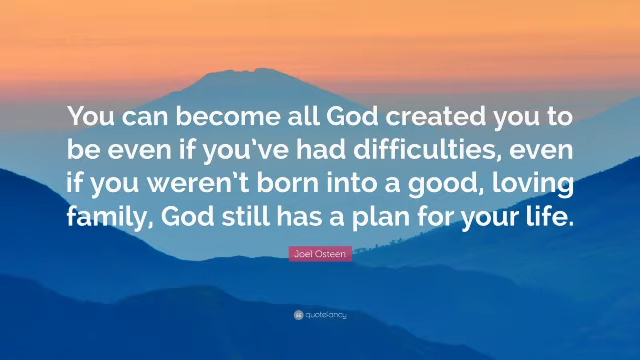 You can become all God created you to
be even if you’ve had difficulties, even
if you weren’t born into a good, loving
family, God still has a plan for your life.
Joel Osteen
quotefancy